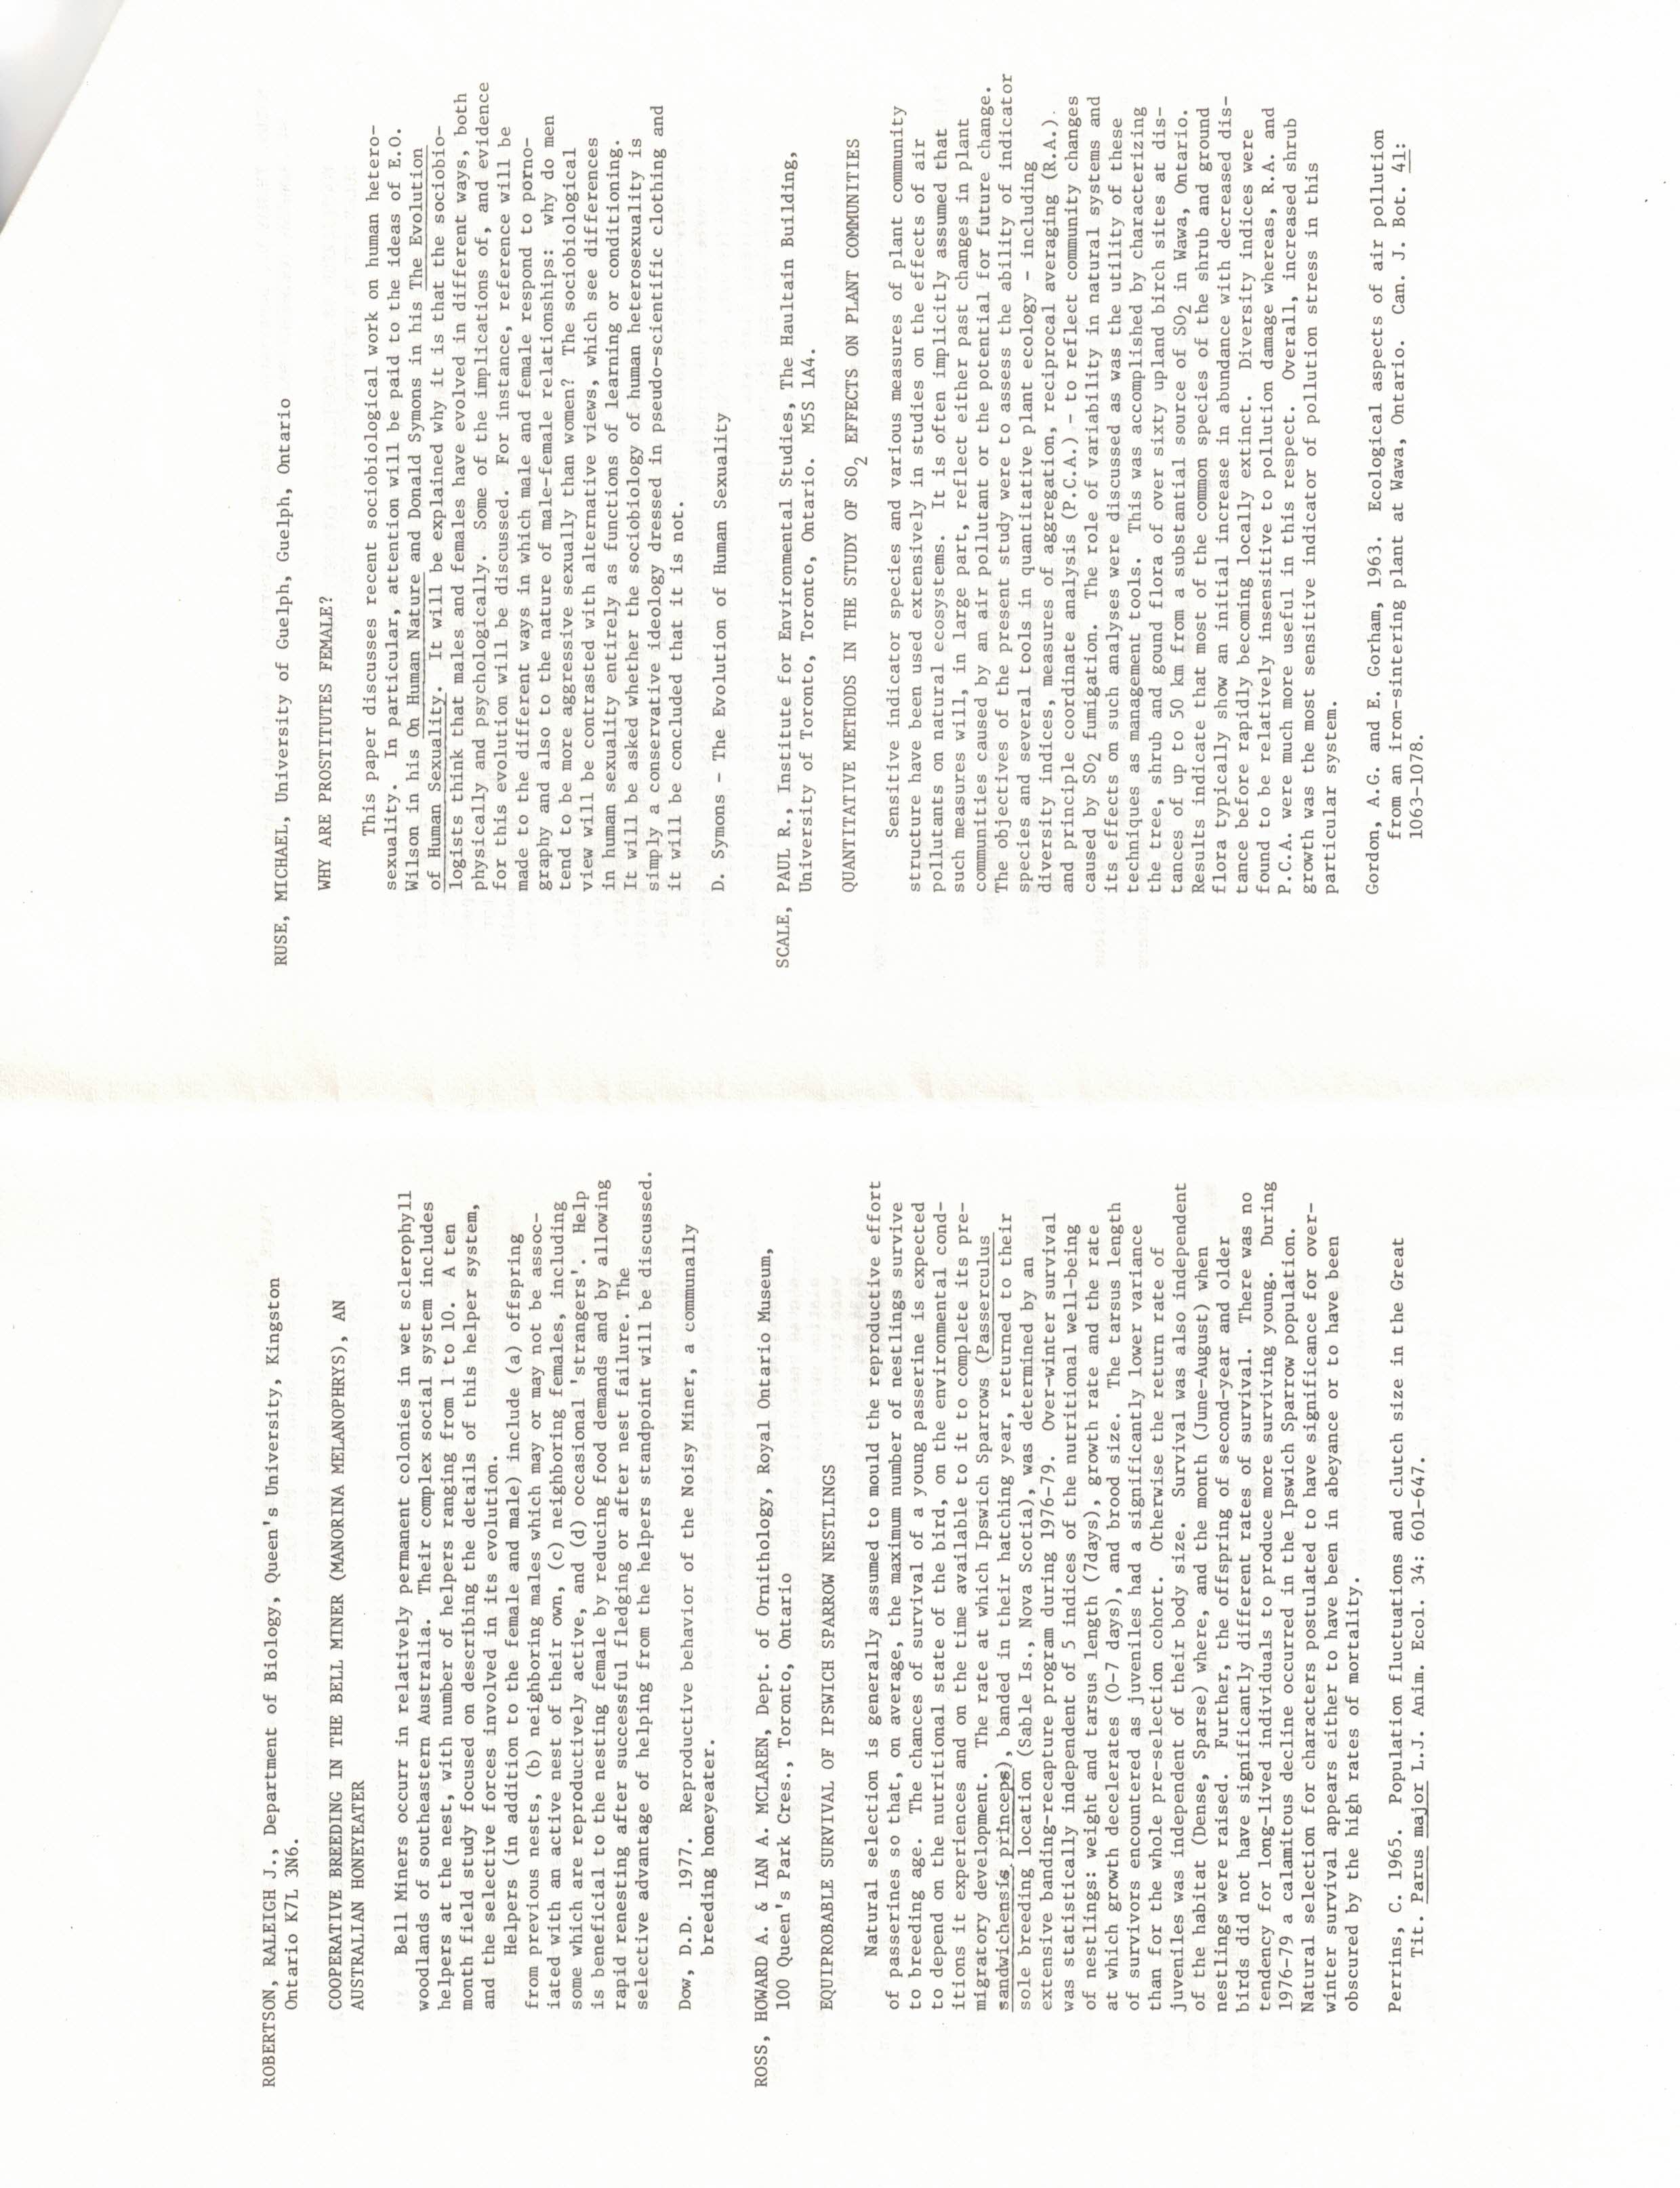 ROBERTSON, RALEIGH J., Department of Biology, Queen's University, Kingston
Ontario K7L 3N6.
COOPERATIVE BREEDING IN THE BELL MINER (MANORINA MELANOPHRYS), AN
AUSTRALIAN HONEYEATER
Bell Miners occurr in relatively permanent colonies in wet sclerophyll
woodlands of southeastern Australia. Their complex social system includes
helpers at the nest, with number of helpers ranging from 1 to 10. A ten
month field study focused on describing the details of this helper system,
and the selective forces involved in its evolution.
Helpers (in addition to the female and male) include (a) offspring
from previous nests, (b) neighboring males which may or may not be assoc-
iated with an active nest of their own, (c) neighboring females, including
some which are reproductively active, and (d) occasional 'strangers'. Help
is beneficial to the nesting female by reducing food demands and by allowing
rapid renesting after successful fledging or after nest failure. The
selective advantage of helping from the helpers standpoint will be discussed.
Dow, D.D. 1977. Reproductive behavior of the Noisy Miner, a communally
breeding honeyeater.
ROSS, HOWARD A. & IAN A. MCLAREN, Dept. of Ornithology, Royal Ontario Museum,
100 Queen's Park Cres., Toronto, Ontario
EQUIPROBABLE SURVIVAL OF IPSWICH SPARROW NESTLINGS
Natural selection is generally assumed to mould the reproductive effort
of passerines so that, on average, the maximum number of nestlings survive
to breeding age. The chances of survival of a young passerine is expected
to depend on the nutritional state of the bird, on the environmental cond-
itions it experiences and on the time available to it to complete its pre-
migratory development. The rate at which Ipswich Sparrows (Passerculus
sandwichensis princeps), banded in their hatching year, returned to their
sole breeding location (Sable Is., Nova Scotia), was determined by an
extensive banding-recapture program during 1976-79. Over-winter survival
was statistically independent of 5 indices of the nutritional well-being
of nestlings: weight and tarsus length (7days), growth rate and the rate
at which growth decelerates (0-7 days), and brood size. The tarsus length
of survivors encountered as juveniles had a significantly lower variance
than for the whole pre-selection cohort. Otherwise the return rate of
juveniles was independent of their body size. Survival was also independent
of the habitat (Dense, Sparse) where, and the month (June-August) when
nestlings were raised. Further, the offspring of second-year and older
birds did not have significantly different rates of survival. There was no
tendency for long-lived individuals to produce more surviving young. During
1976-79 a calamitous decline occurred in the Ipswich Sparrow population.
Natural selection for characters postulated to have significance for over-
winter survival appears either to have been in abeyance or to have been
obscured by the high rates of mortality.
Perrins, C. 1965. Population fluctuations and clutch size in the Great
Tit. Parus major L.J. Anim. Ecol. 34: 601-647.
RUSE, MICHAEL, University of Guelph, Guelph, Ontario
WHY ARE PROSTITUTES FEMALE?
This paper discusses recent sociobiological work on human hetero-
sexuality. In particular, attention will be paid to the ideas of E.O.
Wilson in his On Human Nature and Donald Symons in his The Evolution
of Human Sexuality. It will be explained why it is that the sociobio-
logists think that males and females have evolved in different ways, both
physically and psychologically. Some of the implications of, and evidence
for this evolution will be discussed. For instance, reference will be
made to the different ways in which male and female respond to porno-
graphy and also to the nature of male-female relationships: why do men
tend to be more aggressive sexually than women? The sociobiological
view will be contrasted with alternative views, which see differences
in human sexuality entirely as functions of learning or conditioning.
It will be asked whether the sociobiology of human heterosexuality is
simply a conservative ideology dressed in pseudo-scientific clothing and
it will be concluded that it is not.
D. Symons - The Evolution of Human Sexuality
SCALE, PAUL R., Institute for Environmental Studies, The Haultain Building,
University of Toronto, Toronto, Ontario. M5S 1A4.
QUANTITATIVE METHODS IN THE STUDY OF SO2 EFFECTS ON PLANT COMMUNITIES
Sensitive indicator species and various measures of plant community
structure have been used extensively in studies on the effects of air
pollutants on natural ecosystems. It is often implicitly assumed that
such measures will, in large part, reflect either past changes in plant
communities caused by an air pollutant or the potential for future change.
The objectives of the present study were to assess the ability of indicator
species and several tools in quantitative plant ecology - including
diversity indices, measures of aggregation, reciprocal averaging (R.A.)
and principle coordinate analysis (P.C.A.) - to reflect community changes
caused by SO2 fumigation. The role of variability in natural systems and
its effects on such analyses were discussed as was the utility of these
techniques as management tools. This was accomplished by characterizing
the tree, shrub and gound flora of over sixty upland birch sites at dis-
tances of up to 50 km from a substantial source of SO2 in Wawa, Ontario.
Results indicate that most of the common species of the shrub and ground
flora typically show an initial increase in abundance with decreased dis-
tance before rapidly becoming locally extinct. Diversity indices were
found to be relatively insensitive to pollution damage whereas, R.A. and
P.C.A. were much more useful in this respect. Overall, increased shrub
growth was the most sensitive indicator of pollution stress in this
particular system.
Gordon, A.G. and E. Gorham, 1963. Ecological aspects of air pollution
from an iron-sintering plant at Wawa, Ontario. Can. J. Bot. 41:
1063-1078.